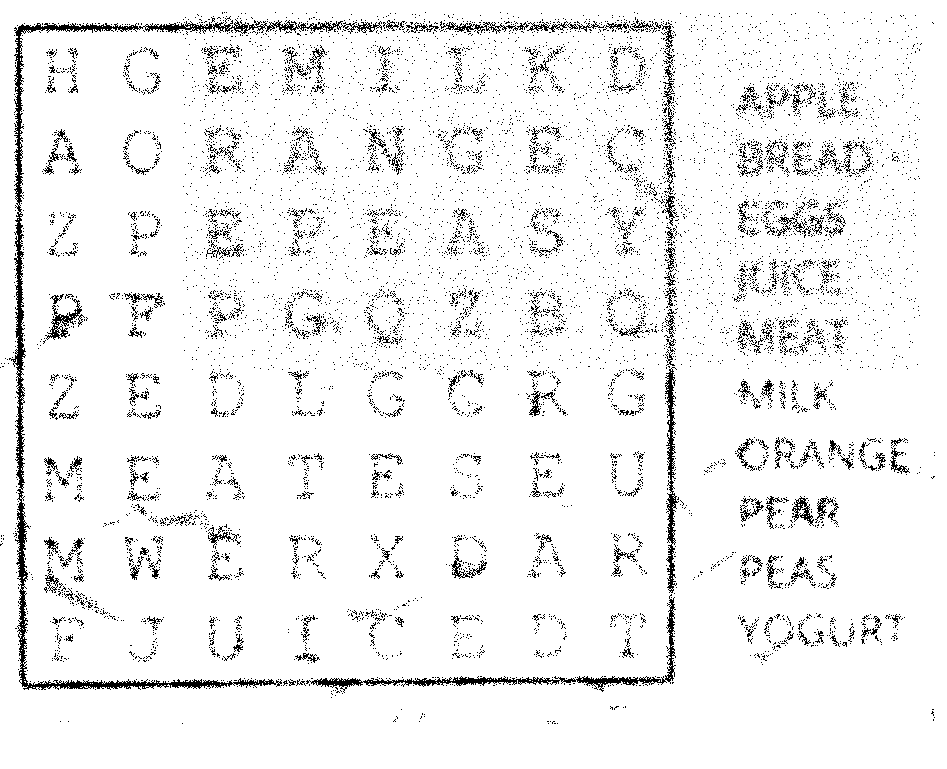 H G E M I L K D
A O R A N G E C
Z P E P E A S Y
P F P G Q Z B O
Z E D L G C R G
M E A T E S E U
M W E R X D A R
F J U I C E D T
APPLE
BREAD
EGGS
JUICE
MEAT
MILK
ORANGE
PEAR
PEAS
YOGURT